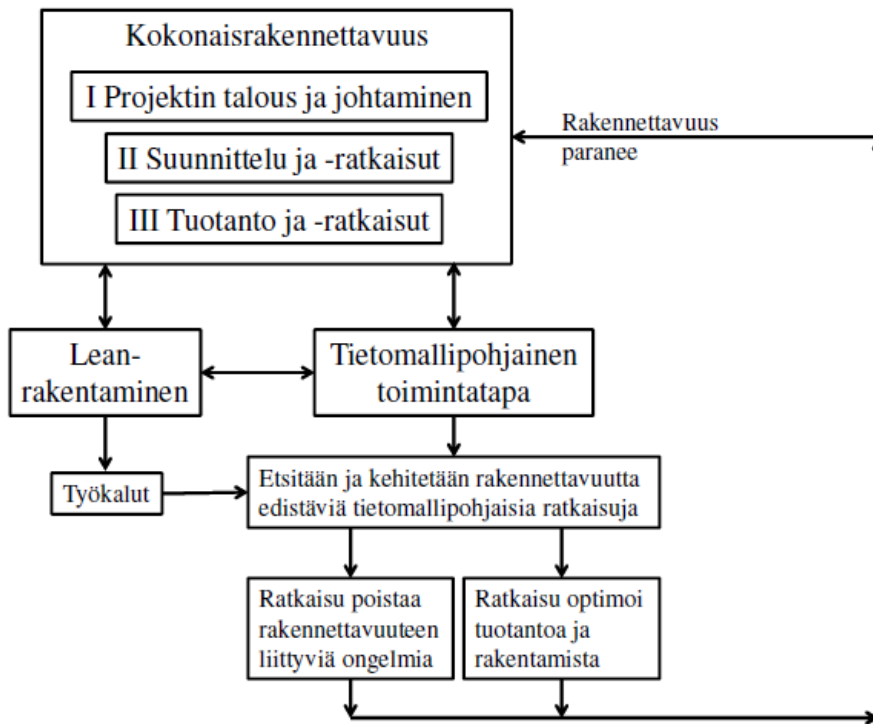 Kokonaisrakennettavuus
I Projektin talous ja johtaminen
II Suunnittelu ja -ratkaisut
III Tuotanto ja -ratkaisut
Rakennettavuus
paranee
Lean-
rakentaminen
Tietomallipohjainen
toimintatapa
Työkalut
Etsitään ja kehitetään rakennettavuutta
edistäviä tietomallipohjaisia ratkaisuja
Ratkaisu poistaa
rakennettavuuteen
liittyviä ongelmia
Ratkaisu optimoi
tuotantoa ja
rakentamista